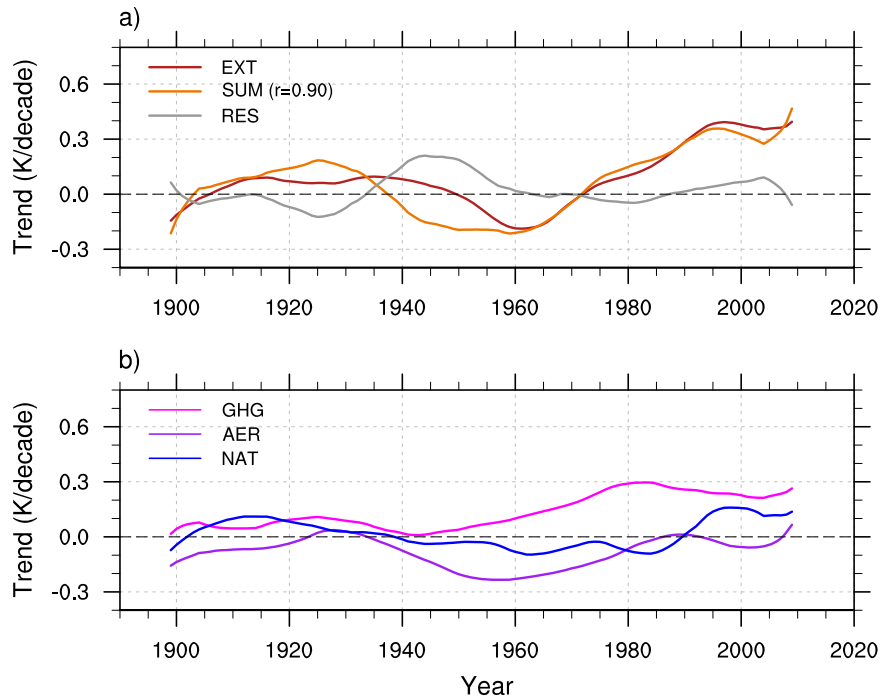 a)
EXT
SUM (r=0.90)
RES
Trend (K/decade)
0.6
0.3
0.0
-0.3
1900 1920 1940 1960 1980 2000 2020
b)
GHG
AER
NAT
Trend (K/decade)
0.6
0.3
0.0
-0.3
1900 1920 1940 1960 1980 2000 2020
Year